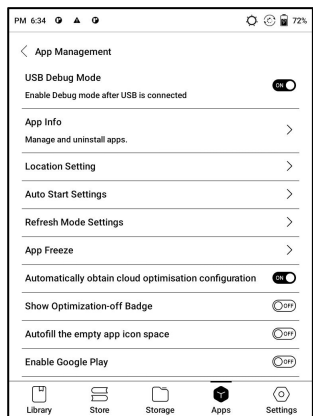 PM 6:34 72%
App Management
USB Debug Mode
ON
Enable Debug mode after USB is connected
App Info
Manage and uninstall apps.
Location Setting
Auto Start Settings
Refresh Mode Settings
App Freeze
Automatically obtain cloud optimisation configuration ON
Show Optimization-off Badge OFF
Autofill the empty app icon space OFF
Enable Google Play OFF
Library Store Storage Apps Settings